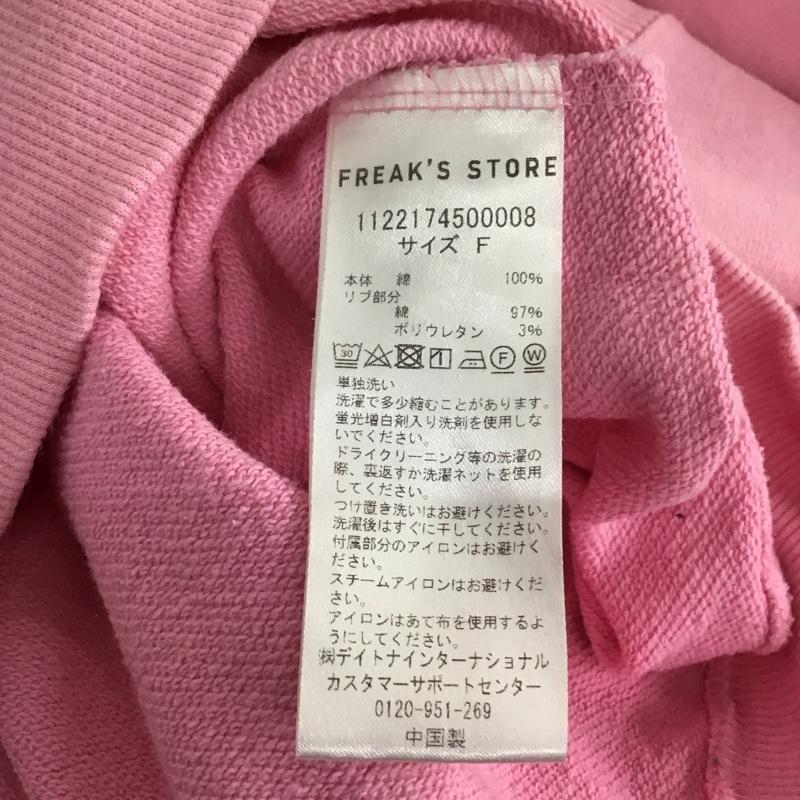 FREAK'S STORE
1122174500008
サイズ F
本体 綿 100%
リブ部分
綿 97%
ポリウレタン 3%
30 F W
単独洗い
洗濯で多少縮むことがあります。
蛍光増白剤入り洗剤を使用しな
いでください。
ドライクリーニング等の洗濯の
際、裏返すか洗濯ネットを使用
してください。
つけ置き洗いはお避けください。
洗濯後はすぐに干してください。
付属部分のアイロンはお避けく
ださい。
スチームアイロンはお避けくだ
さい。
アイロンはあて布を使用するよ
うにしてください。
㈱デイトナインターナショナル
カスタマーサポートセンター
0120-951-269
中国製